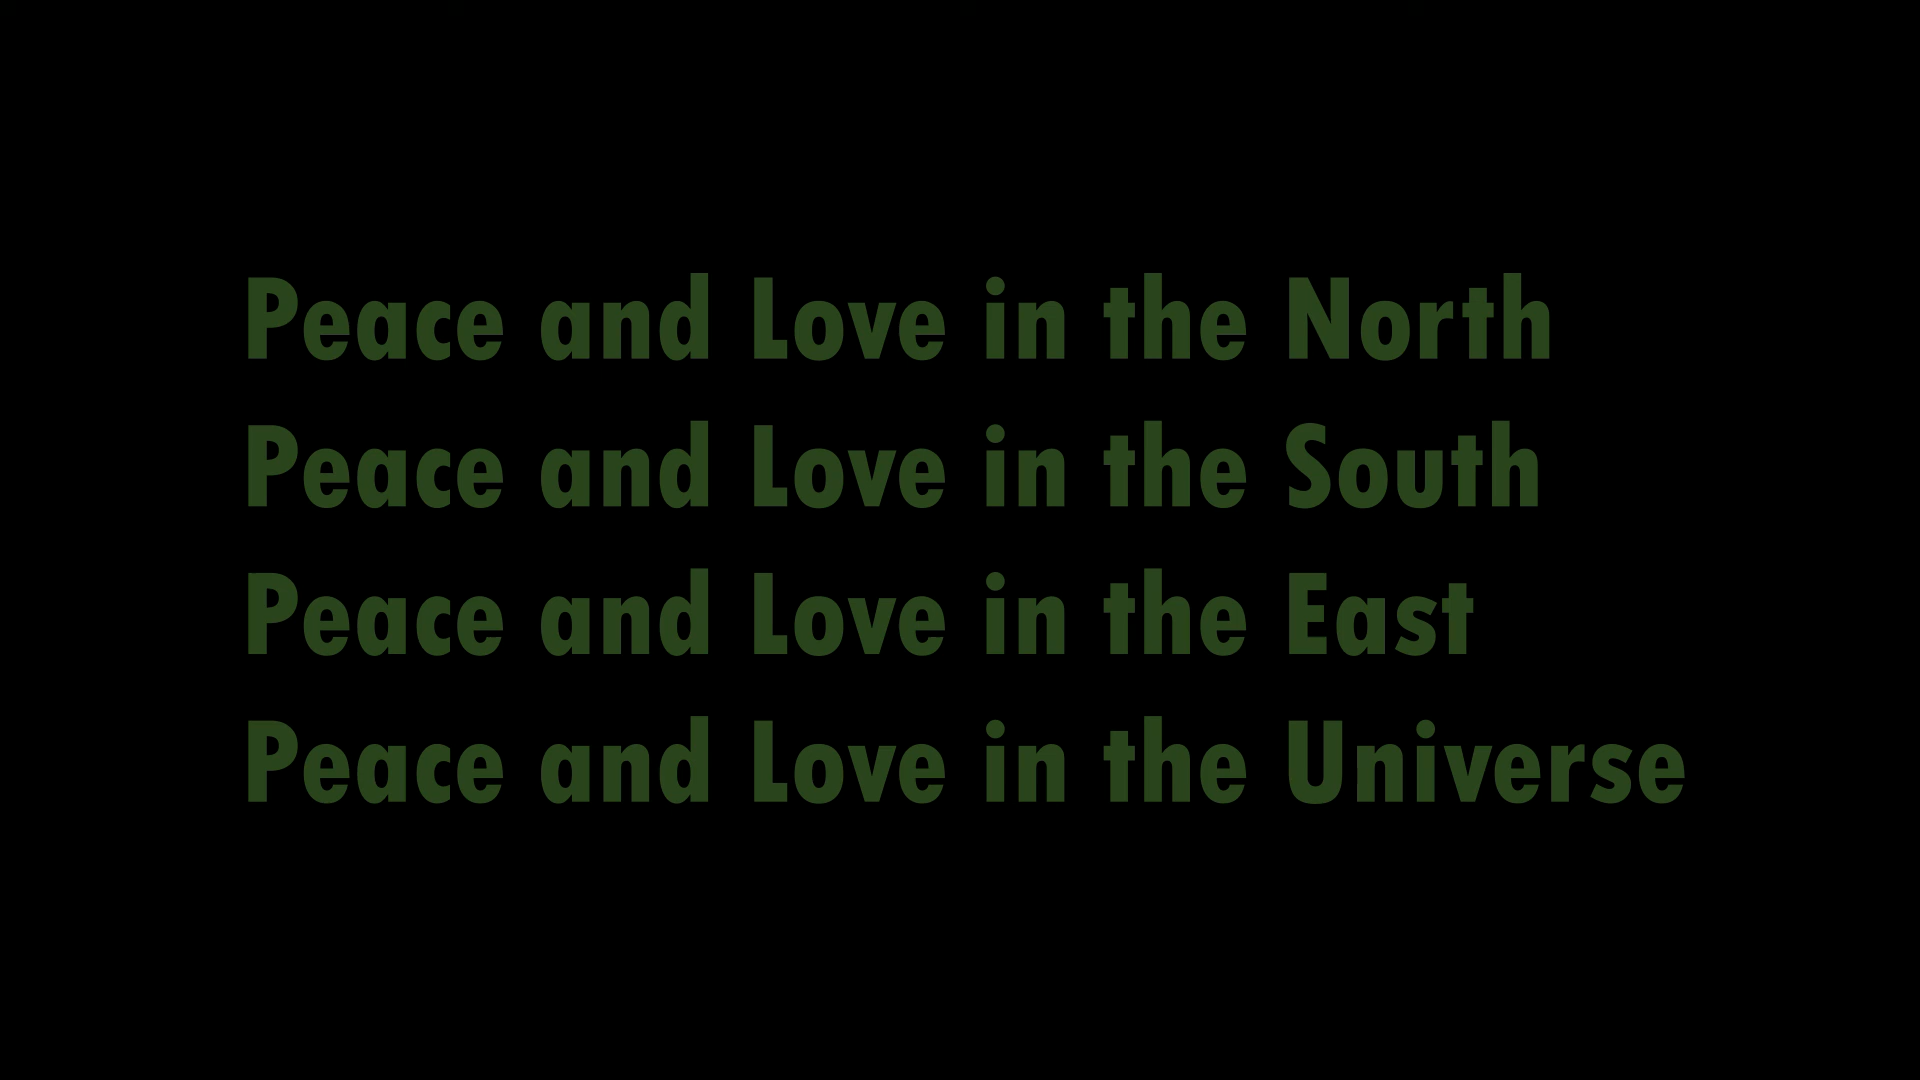 Peace and Love in the North
Peace and Love in the South
Peace and Love in the East
Peace and Love in the Universe